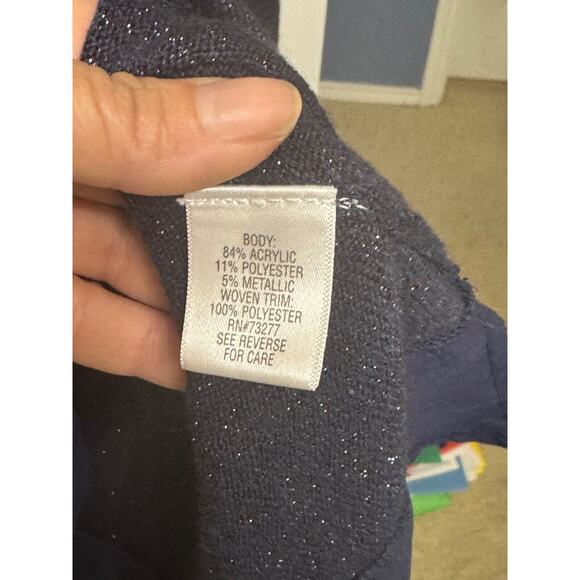 BODY:
84% ACRYLIC
11% POLYESTER
5% METALLIC
WOVEN TRIM:
100% POLYESTER
RN#73277
SEE REVERSE
FOR CARE